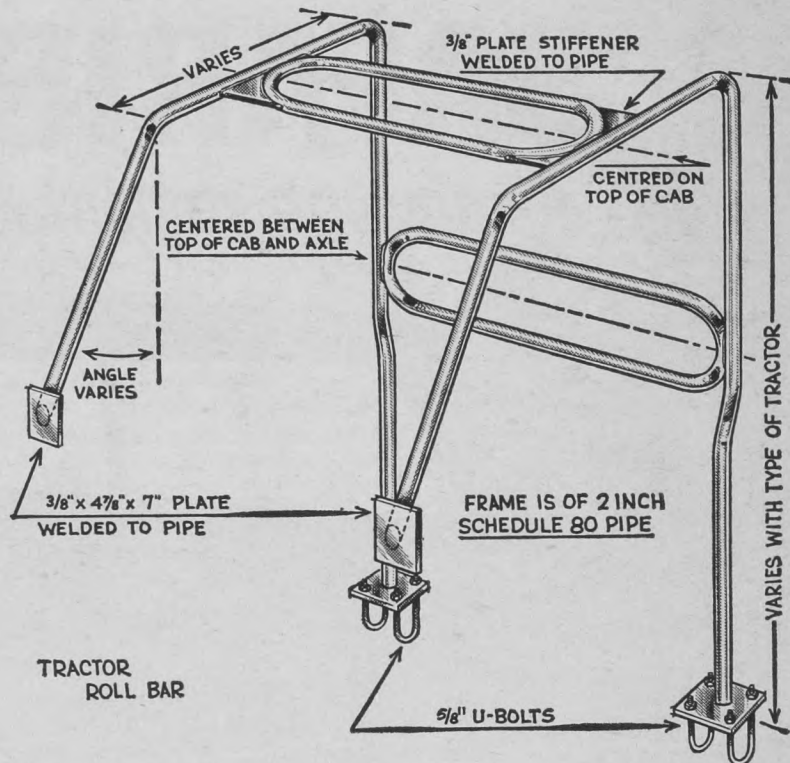 VARIES
3/8" PLATE STIFFENER
WELDED TO PIPE
CENTRED ON
TOP OF CAB
CENTERED BETWEEN
TOP OF CAB AND AXLE
ANGLE
VARIES
3/8" x 4 7/8" x 7" PLATE
WELDED TO PIPE
FRAME IS OF 2 INCH
SCHEDULE 80 PIPE
VARIES WITH TYPE OF TRACTOR
TRACTOR
ROLL BAR
5/8" U-BOLTS